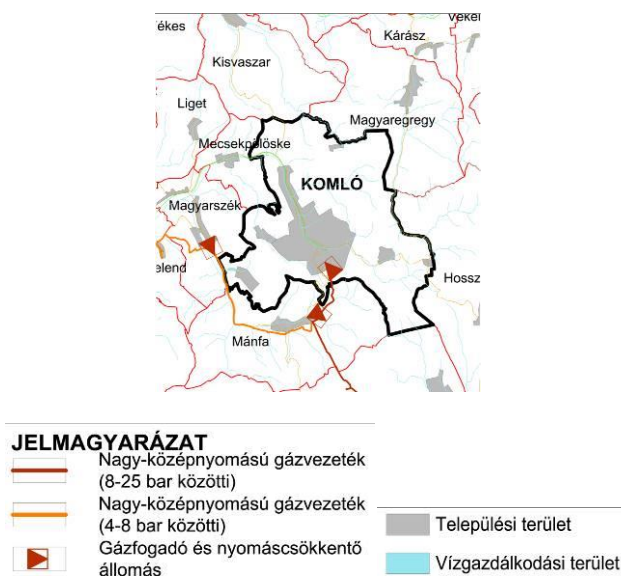 Kárász
Kisvaszar
Liget
Magyaregregy
Mecsekpölöske
KOMLÓ
Magyarszék
elend
Hossz
Mánfa
JELMAGYARÁZAT
Nagy-középnyomású gázvezeték
(8-25 bar közötti)
Nagy-középnyomású gázvezeték
(4-8 bar közötti)
Gázfogadó és nyomáscsökkentő
állomás
Települési terület
Vízgazdálkodási terület